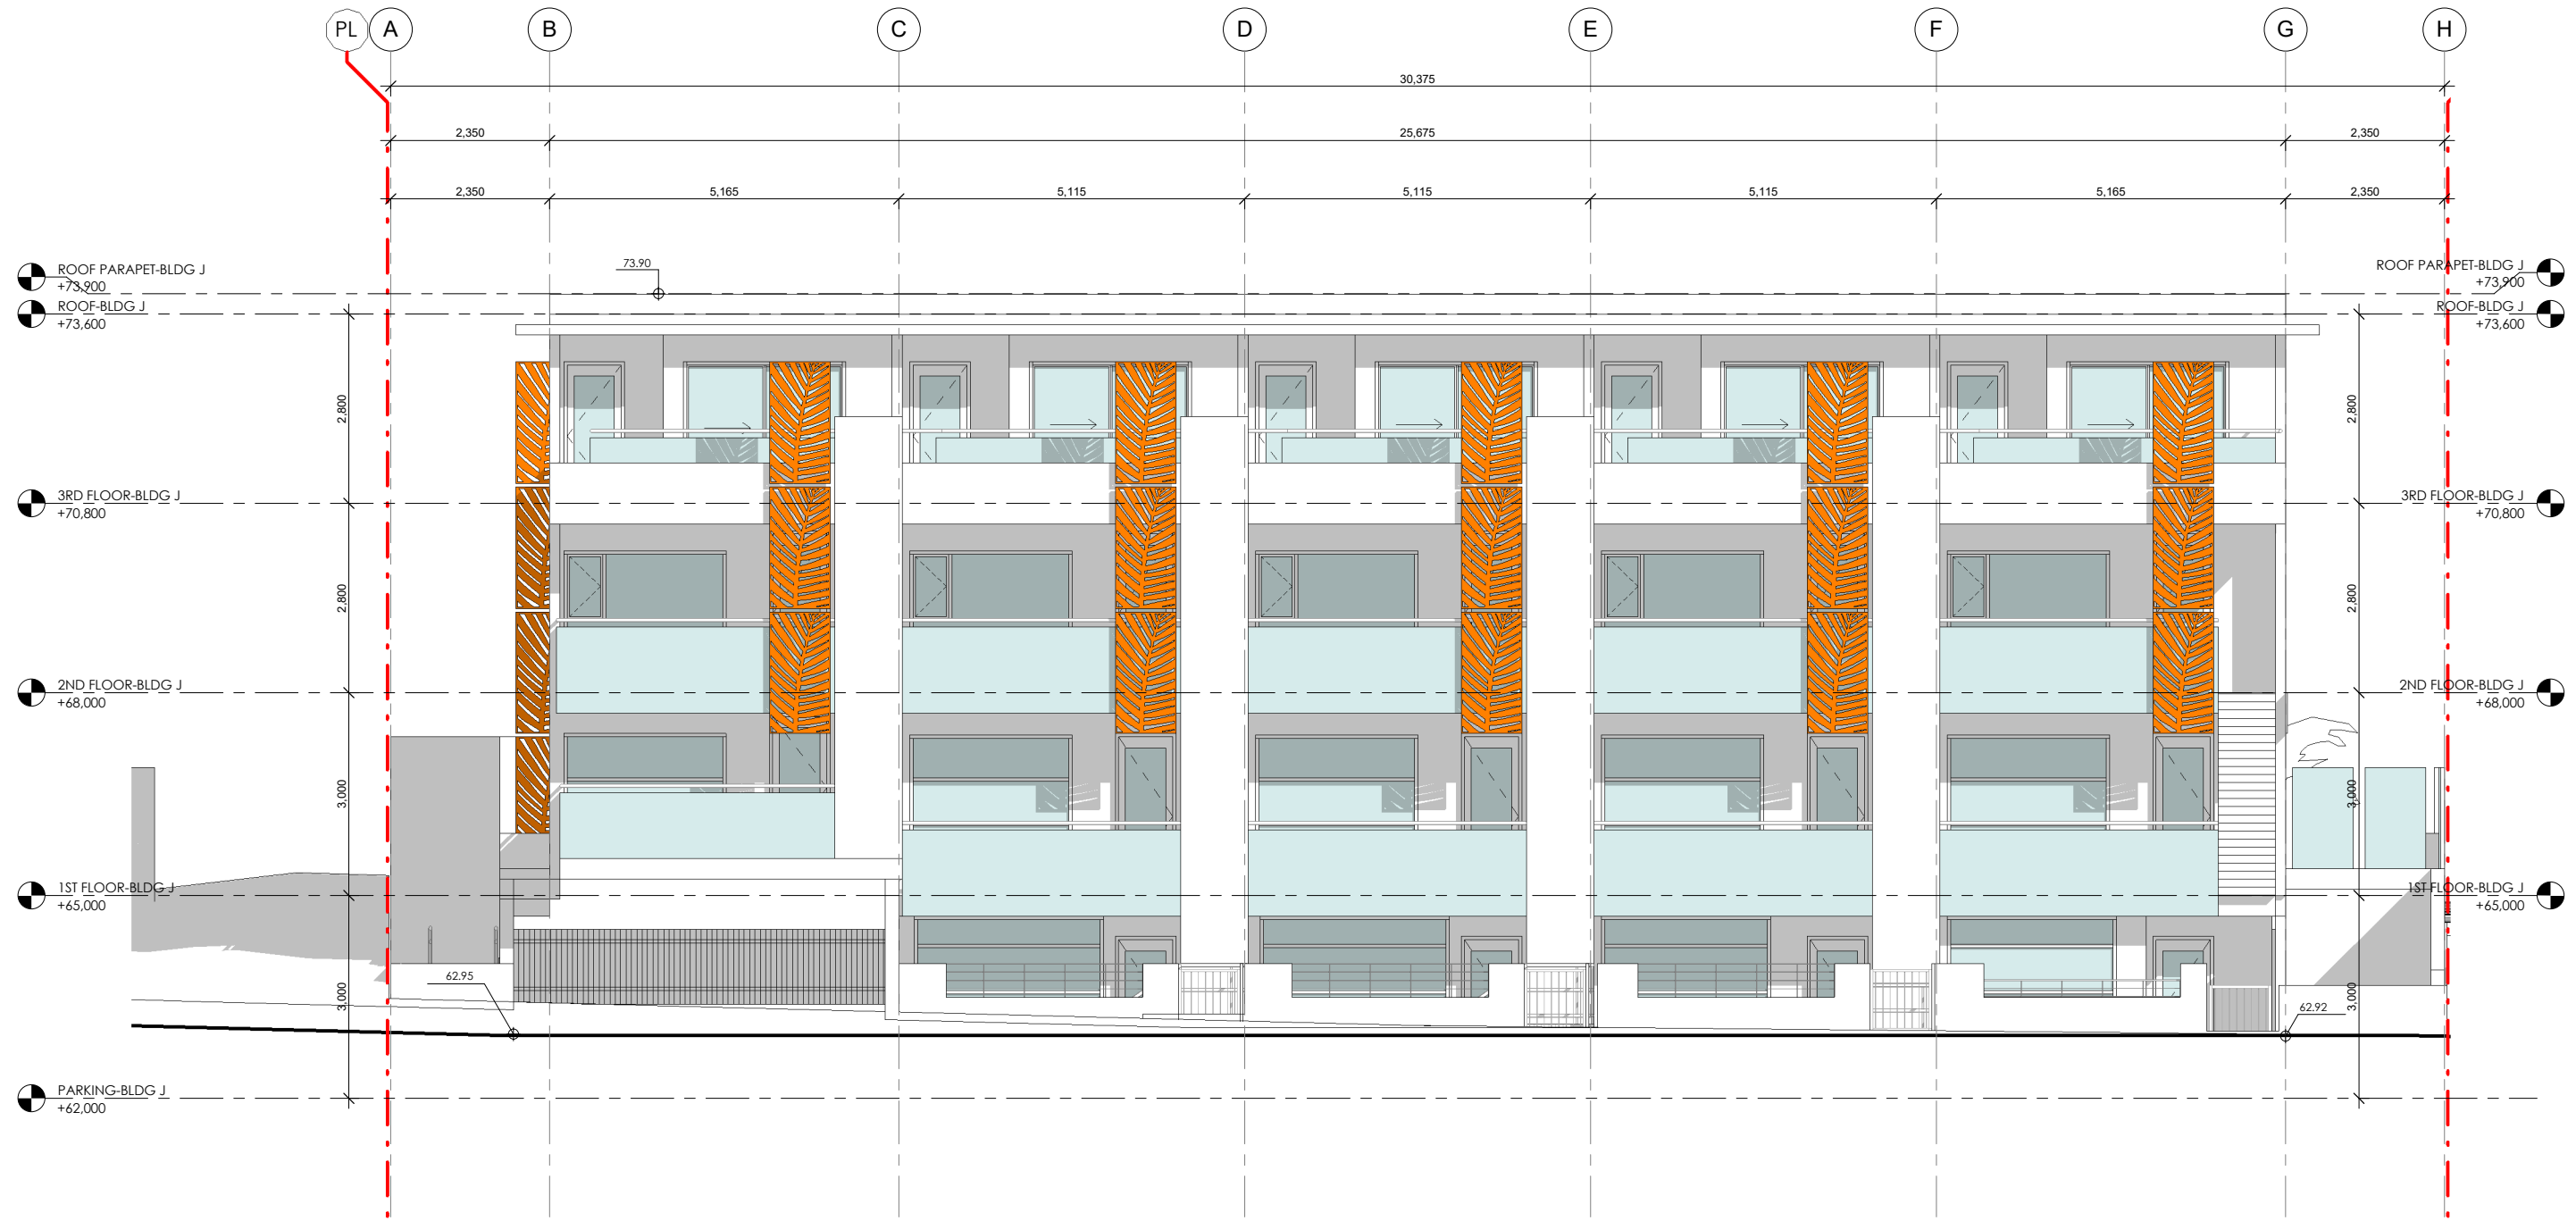 PL A B C D E F G H
30,375
2,350 25,675 2,350
2,350 5,165 5,115 5,115 5,115 5,165 2,350
73.90
ROOF PARAPET-BLDG J
+73,900
ROOF-BLDG J
+73,600
3RD FLOOR-BLDG J
+70,800
2ND FLOOR-BLDG J
+68,000
1ST FLOOR-BLDG J
+65,000
PARKING-BLDG J
+62,000
2,800
2,800
3,000
3,000
62.95
ROOF PARAPET-BLDG J
+73,900
ROOF-BLDG J
+73,600
3RD FLOOR-BLDG J
+70,800
2ND FLOOR-BLDG J
+68,000
1ST FLOOR-BLDG J
+65,000
2,800
2,800
3,000
3,000
62.92